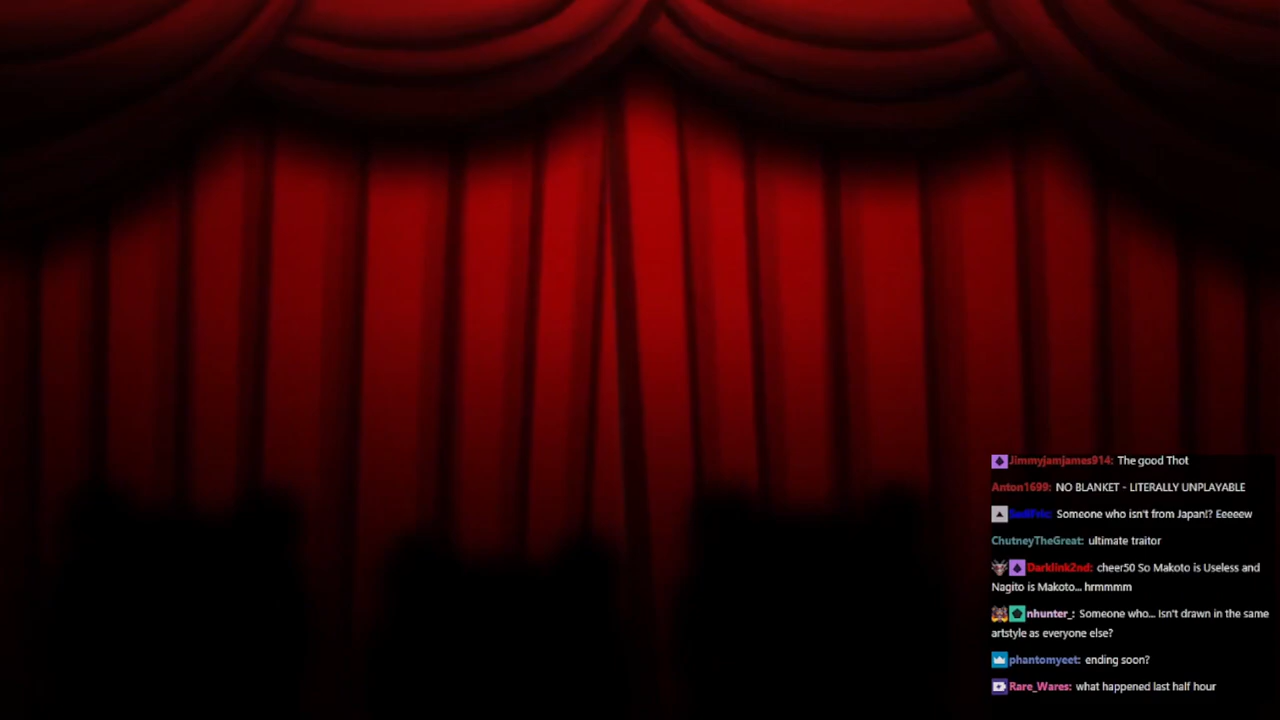 Jimmyjamjames914: The good Thot
Anton1699: NO BLANKET - LITERALLY UNPLAYABLE
Someone who isn't from Japan!? Eeeeew
ChutneyTheGreat: ultimate traitor
Darklink2nd: cheer50 So Makoto is Useless and
Nagito is Makoto... hrmmmm
nhunter_: Someone who... Isn't drawn in the same
artstyle as everyone else?
phantomyeet: ending soon?
Rare_Wares: what happened last half hour